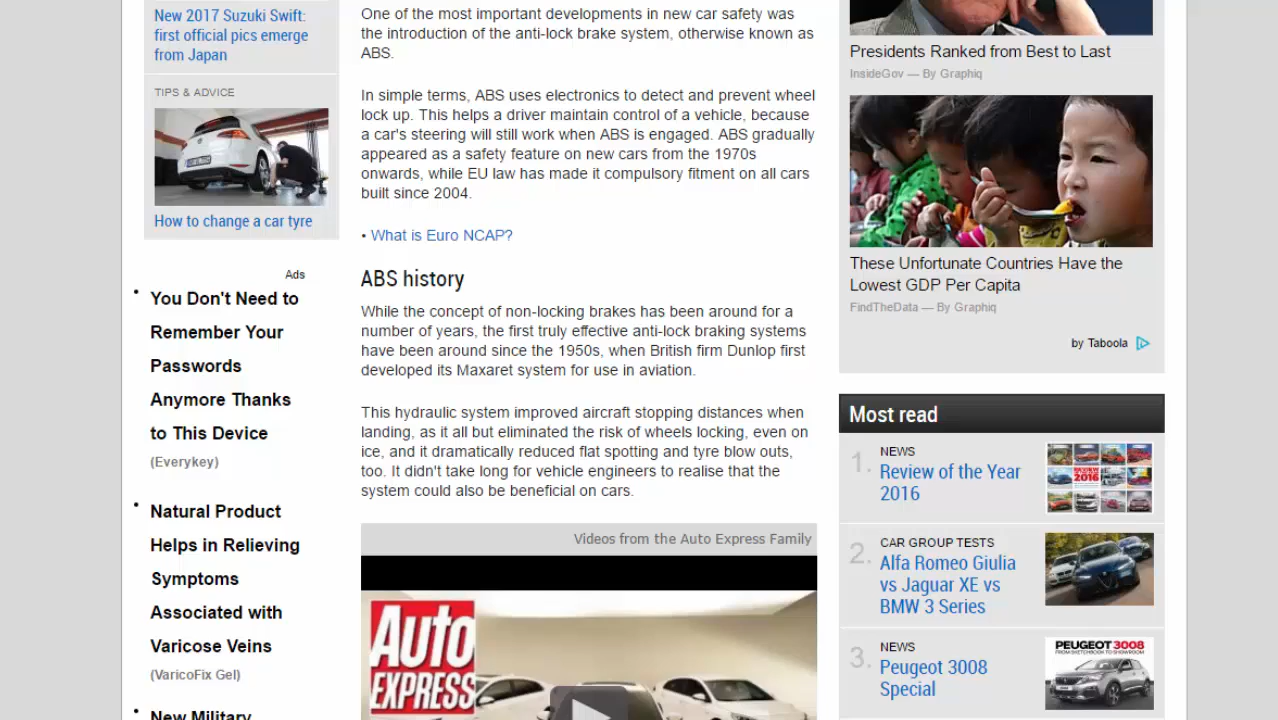 New 2017 Suzuki Swift:
first official pics emerge
from Japan
TIPS & ADVICE
How to change a car tyre
Ads
• You Don't Need to
Remember Your
Passwords
Anymore Thanks
to This Device
(Everykey)
• Natural Product
Helps in Relieving
Symptoms
Associated with
Varicose Veins
(VaricoFix Gel)
• New Military
One of the most important developments in new car safety was
the introduction of the anti-lock brake system, otherwise known as
ABS.
In simple terms, ABS uses electronics to detect and prevent wheel
lock up. This helps a driver maintain control of a vehicle, because
a car's steering will still work when ABS is engaged. ABS gradually
appeared as a safety feature on new cars from the 1970s
onwards, while EU law has made it compulsory fitment on all cars
built since 2004.
• What is Euro NCAP?
ABS history
While the concept of non-locking brakes has been around for a
number of years, the first truly effective anti-lock braking systems
have been around since the 1950s, when British firm Dunlop first
developed its Maxaret system for use in aviation.
This hydraulic system improved aircraft stopping distances when
landing, as it all but eliminated the risk of wheels locking, even on
ice, and it dramatically reduced flat spotting and tyre blow outs,
too. It didn't take long for vehicle engineers to realise that the
system could also be beneficial on cars.
Videos from the Auto Express Family
Auto
EXPRESS
Presidents Ranked from Best to Last
InsideGov — By Graphiq
These Unfortunate Countries Have the
Lowest GDP Per Capita
FindTheData — By Graphiq
by Taboola
Most read
1. NEWS
Review of the Year
2016
2. CAR GROUP TESTS
Alfa Romeo Giulia
vs Jaguar XE vs
BMW 3 Series
3. NEWS
Peugeot 3008
Special
PEUGEOT 3008